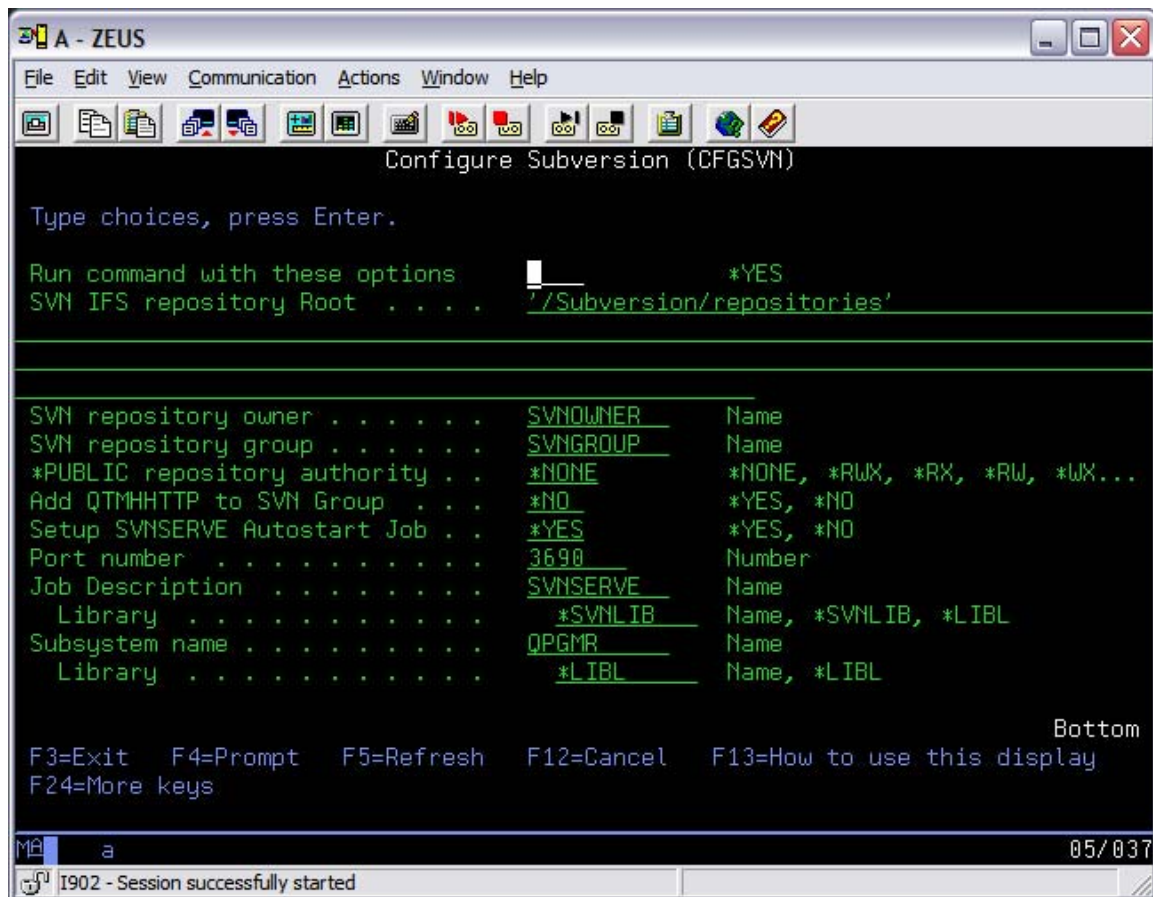 A - ZEUS
File Edit View Communication Actions Window Help
Configure Subversion (CFGSVN)
Type choices, press Enter.
Run command with these options *YES
SVN IFS repository Root . . . . '/Subversion/repositories'
SVN repository owner . . . . . . SVNOWNER Name
SVN repository group . . . . . . SVNGROUP Name
*PUBLIC repository authority . . *NONE *NONE, *RWX, *RX, *RW, *WX...
Add QTMHHTTP to SVN Group . . . *NO *YES, *NO
Setup SVNSERVE Autostart Job . . *YES *YES, *NO
Port number . . . . . . . . . . 3690 Number
Job Description . . . . . . . . SVNSERVE Name
Library . . . . . . . . . . . *SVNLIB Name, *SVNLIB, *LIBL
Subsystem name . . . . . . . . . QPGMR Name
Library . . . . . . . . . . . *LIBL Name, *LIBL
Bottom
F3=Exit F4=Prompt F5=Refresh F12=Cancel F13=How to use this display
F24=More keys
MA a 05/037
I902 - Session successfully started